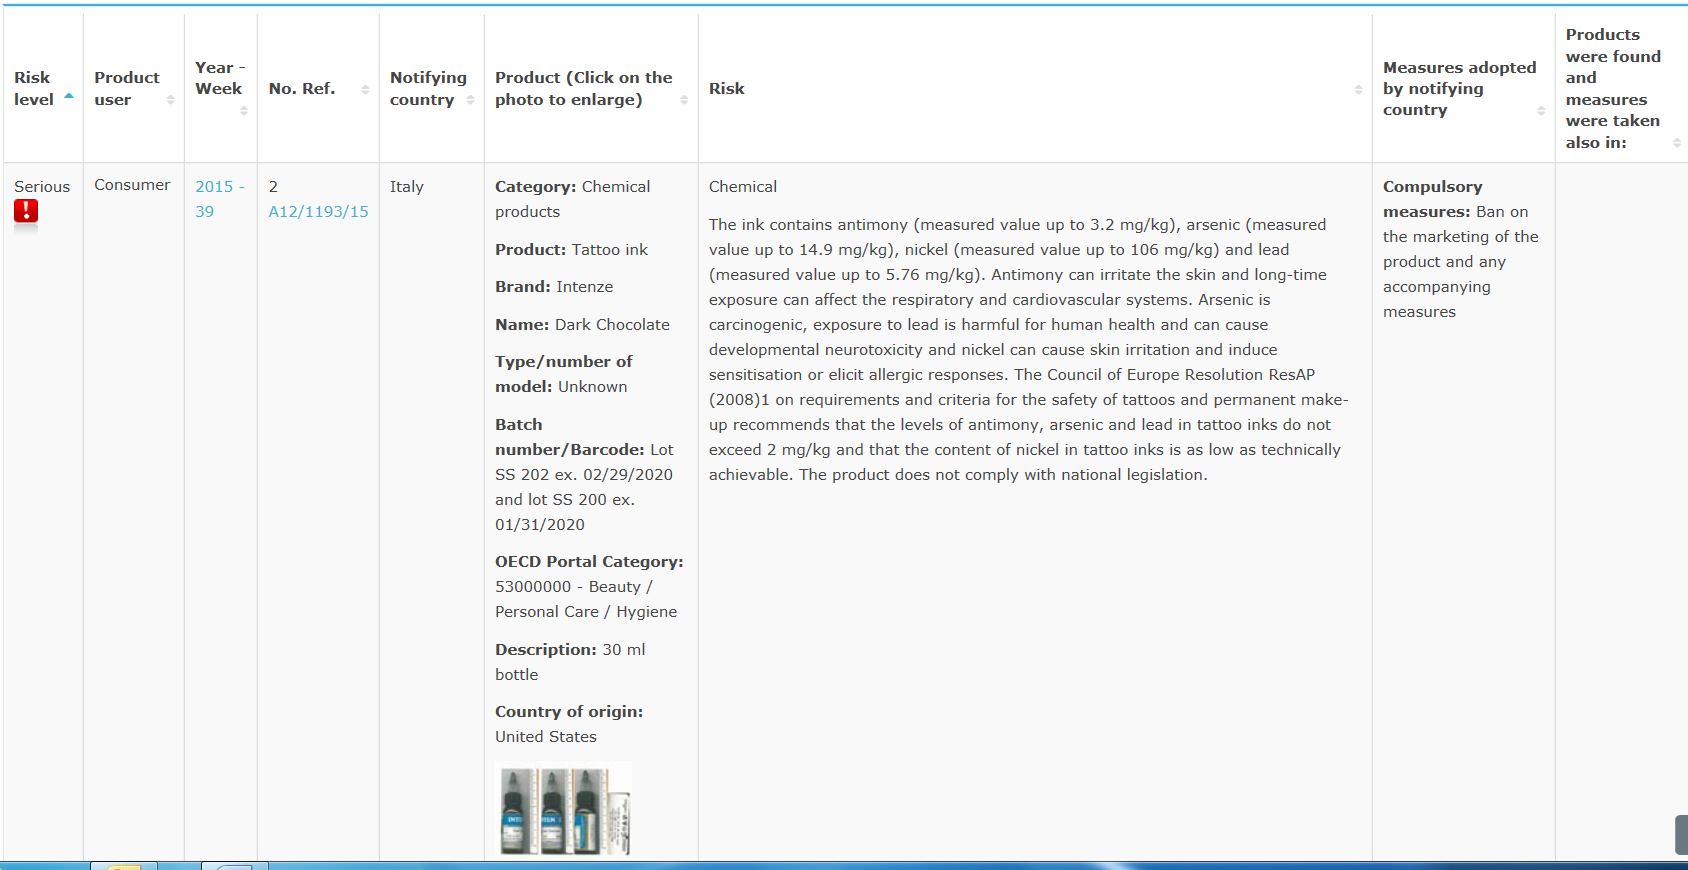 Risk level
Product user
Year - Week
No. Ref.
Notifying country
Product (Click on the photo to enlarge)
Risk
Measures adopted by notifying country
Products were found and measures were taken also in:
Serious
Consumer
2015 -
39
2
A12/1193/15
Italy
Category: Chemical
products
Product: Tattoo ink
Brand: Intenze
Name: Dark Chocolate
Type/number of
model: Unknown
Batch
number/Barcode: Lot
SS 202 ex. 02/29/2020
and lot SS 200 ex.
01/31/2020
OECD Portal Category:
53000000 - Beauty /
Personal Care / Hygiene
Description: 30 ml
bottle
Country of origin:
United States
Chemical
The ink contains antimony (measured value up to 3.2 mg/kg), arsenic (measured
value up to 14.9 mg/kg), nickel (measured value up to 106 mg/kg) and lead
(measured value up to 5.76 mg/kg). Antimony can irritate the skin and long-time
exposure can affect the respiratory and cardiovascular systems. Arsenic is
carcinogenic, exposure to lead is harmful for human health and can cause
developmental neurotoxicity and nickel can cause skin irritation and induce
sensitisation or elicit allergic responses. The Council of Europe Resolution ResAP
(2008)1 on requirements and criteria for the safety of tattoos and permanent make-
up recommends that the levels of antimony, arsenic and lead in tattoo inks do not
exceed 2 mg/kg and that the content of nickel in tattoo inks is as low as technically
achievable. The product does not comply with national legislation.
Compulsory
measures: Ban on
the marketing of the
product and any
accompanying
measures